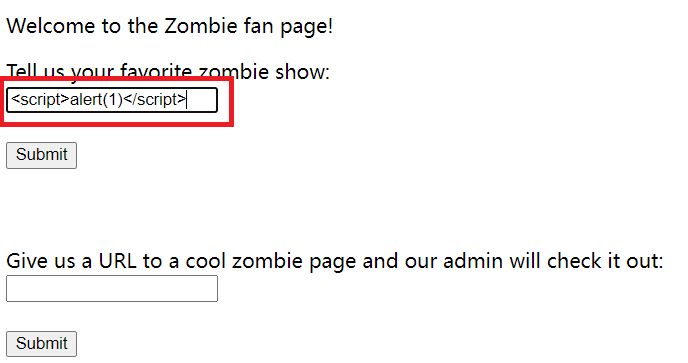 Welcome to the Zombie fan page!
Tell us your favorite zombie show:
<script>alert(1)</script>
Submit
Give us a URL to a cool zombie page and our admin will check it out:
Submit